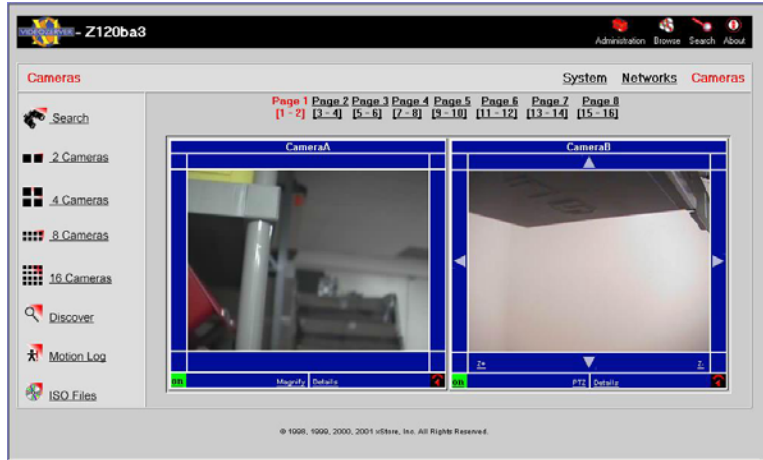 VIDEOSERVER - Z120ba3
Administration Browse Search About
Cameras
System Networks Cameras
Page 1 Page 2 Page 3 Page 4 Page 5 Page 6 Page 7 Page 8
[1 - 2] [3 - 4] [5 - 6] [7 - 8] [9 - 10] [11 - 12] [13 - 14] [15 - 16]
Search
2 Cameras
4 Cameras
8 Cameras
16 Cameras
Discover
Motion Log
ISO Files
CameraA
on Magnify Details
CameraB
Z+ Z-
on PTZ Details
© 1998, 1999, 2000, 2001 xStore, Inc. All Rights Reserved.